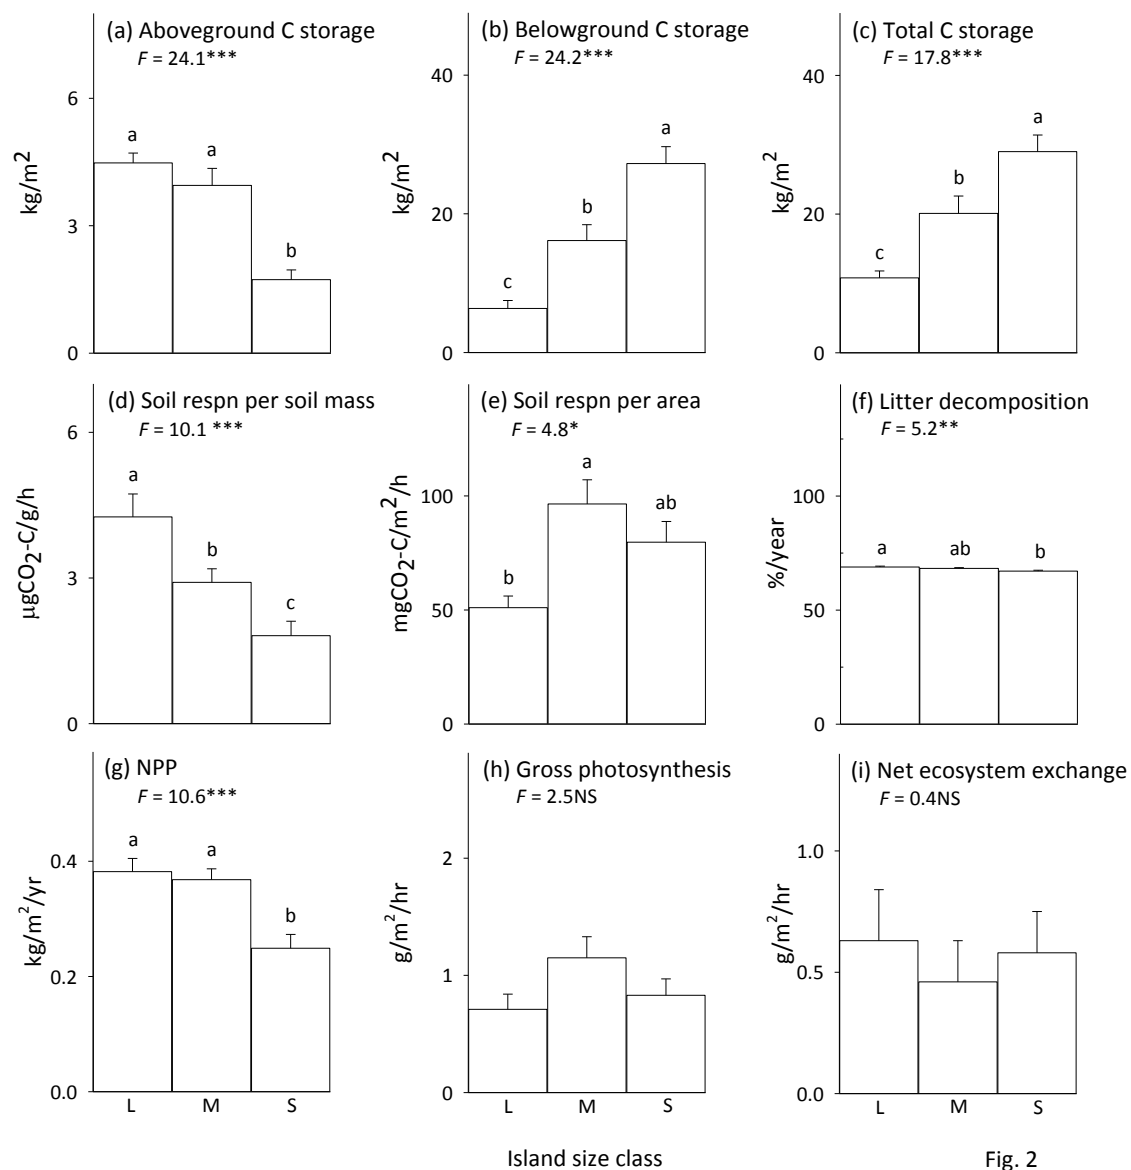 (a) Aboveground C storage
F = 24.1***
6
3
0
kg/m²
a
a
b
(b) Belowground C storage
F = 24.2***
40
20
0
kg/m²
c
b
a
(c) Total C storage
F = 17.8***
40
20
0
kg/m²
c
b
a
(d) Soil respn per soil mass
F = 10.1 ***
6
3
0
µgCO₂-C/g/h
a
b
c
(e) Soil respn per area
F = 4.8*
100
50
0
mgCO₂-C/m²/h
b
a
ab
(f) Litter decomposition
F = 5.2**
100
50
0
%/year
a
ab
b
(g) NPP
F = 10.6***
0.4
0.2
0.0
kg/m²/yr
a
a
b
L M S
(h) Gross photosynthesis
F = 2.5NS
2
1
0
g/m²/hr
L M S
(i) Net ecosystem exchange
F = 0.4NS
1.0
0.5
0.0
g/m²/hr
L M S
Island size class
Fig. 2